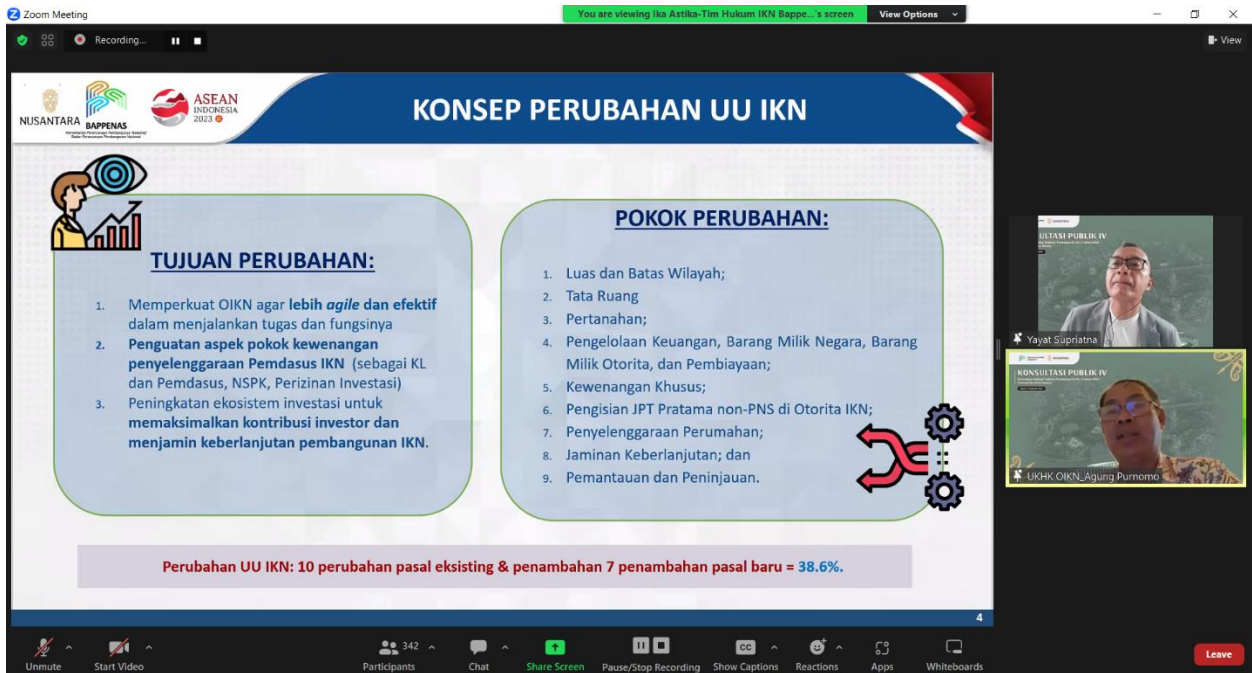 Zoom Meeting
You are viewing Ika Astika-Tim Hukum IKN Bappe...'s screen
View Options
Recording...
View
NUSANTARA
BAPPENAS
ASEAN
INDONESIA
2023
KONSEP PERUBAHAN UU IKN
TUJUAN PERUBAHAN:
1. Memperkuat OIKN agar lebih agile dan efektif
dalam menjalankan tugas dan fungsinya
2. Penguatan aspek pokok kewenangan
penyelenggaraan Pemdasus IKN (sebagai KL
dan Pemdasus, NSPK, Perizinan Investasi)
3. Peningkatan ekosistem investasi untuk
memaksimalkan kontribusi investor dan
menjamin keberlanjutan pembangunan IKN.
POKOK PERUBAHAN:
1. Luas dan Batas Wilayah;
2. Tata Ruang
3. Pertanahan;
4. Pengelolaan Keuangan, Barang Milik Negara, Barang
Milik Otorita, dan Pembiayaan;
5. Kewenangan Khusus;
6. Pengisian JPT Pratama non-PNS di Otorita IKN;
7. Penyelenggaraan Perumahan;
8. Jaminan Keberlanjutan; dan
9. Pemantauan dan Peninjauan.
Perubahan UU IKN: 10 perubahan pasal eksisting & penambahan 7 penambahan pasal baru = 38.6%.
4
ULTASI PUBLIK IV
Yayat Supriatna
KONSULTASI PUBLIK IV
UKHK OIKN_Agung Purnomo
Unmute
Start Video
342
Participants
Chat
Share Screen
Pause/Stop Recording
CC
Show Captions
Reactions
Apps
Whiteboards
Leave